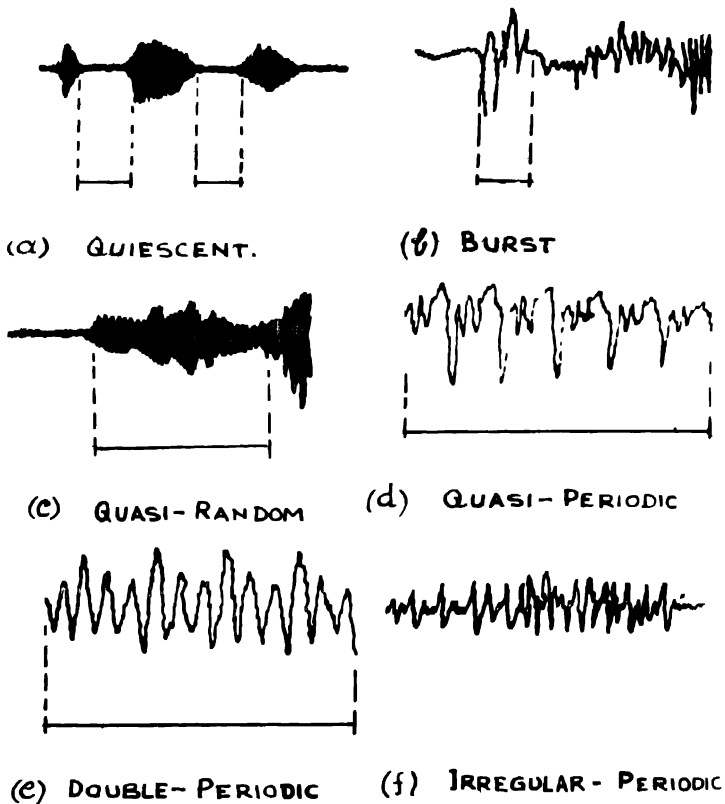 (a) QUIESCENT.
(b) BURST
(c) QUASI-RANDOM
(d) QUASI-PERIODIC
(e) DOUBLE-PERIODIC
(f) IRREGULAR-PERIODIC